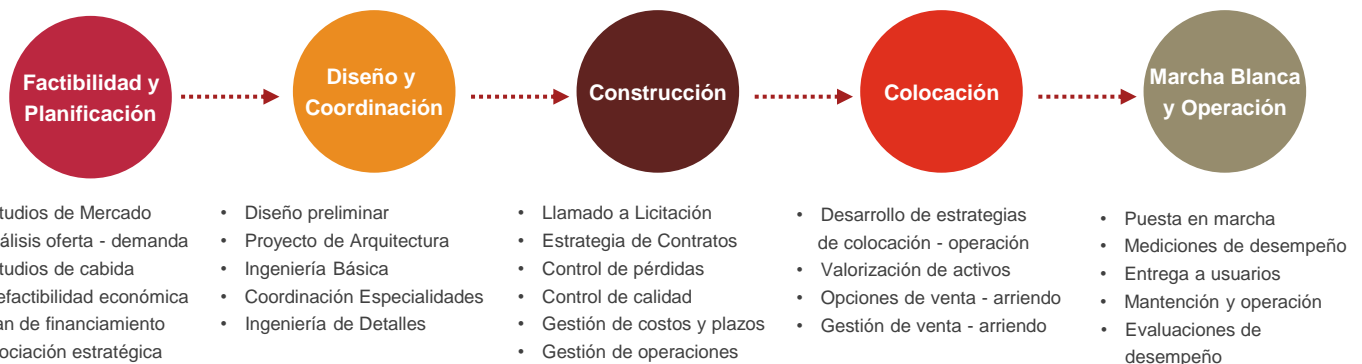 Factibilidad y
Planificación
Diseño y
Coordinación
Construcción
Colocación
Marcha Blanca
y Operación
tudios de Mercado
álisis oferta - demanda
tudios de cabida
efactibilidad económica
an de financiamiento
ociación estratégica
• Diseño preliminar
• Proyecto de Arquitectura
• Ingeniería Básica
• Coordinación Especialidades
• Ingeniería de Detalles
• Llamado a Licitación
• Estrategia de Contratos
• Control de pérdidas
• Control de calidad
• Gestión de costos y plazos
• Gestión de operaciones
• Desarrollo de estrategias
de colocación - operación
• Valorización de activos
• Opciones de venta - arriendo
• Gestión de venta - arriendo
• Puesta en marcha
• Mediciones de desempeño
• Entrega a usuarios
• Mantención y operación
• Evaluaciones de
desempeño